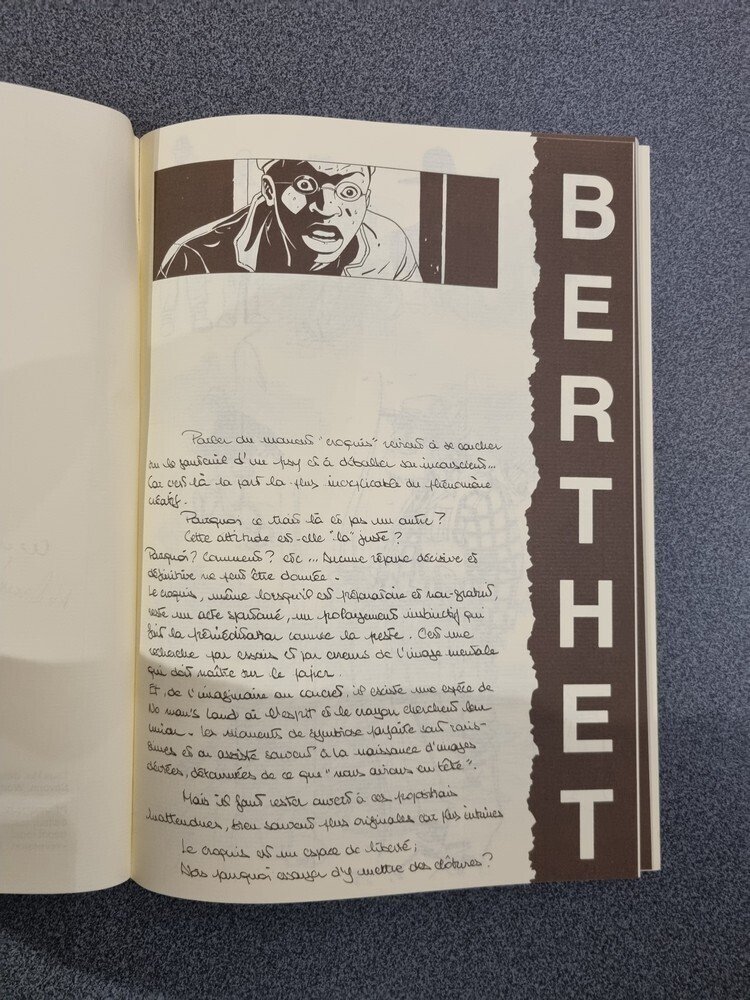 BERTHET
Parler du moment "croquis" revient à se coucher
sur le fauteuil d'un psy et à déballer son inconscient...
Car c'est là la part la plus inexplicable du phénomène
créatif.
Pourquoi ce trait là et pas un autre ?
Cette attitude est-elle "la" juste ?
Pourquoi ? Comment ? etc... Aucune réponse décisive et
définitive ne peut être donnée.
Le croquis, même lorsqu'il est préparatoire et non-gratuit,
reste un acte spontané, un prolongement instinctif qui
fuit la préméditation comme la peste. C'est une
recherche par essais et par erreurs de l'image mentale
qui doit naître sur le papier.
Et, de l'imaginaire au concret, il existe une espèce de
No man's Land où l'esprit et le crayon cherchent leur
union. Les moments de symbiose parfaite sont raris-
simes et on assiste souvent à la naissance d'images
dérivées, détournées de ce que "nous avions en tête".
Mais il faut rester ouvert à ces
inattendues, bien souvent plus originales car plus intimes
Le croquis est un espace de liberté;
Alors pourquoi essayer d'y mettre des clôtures ?